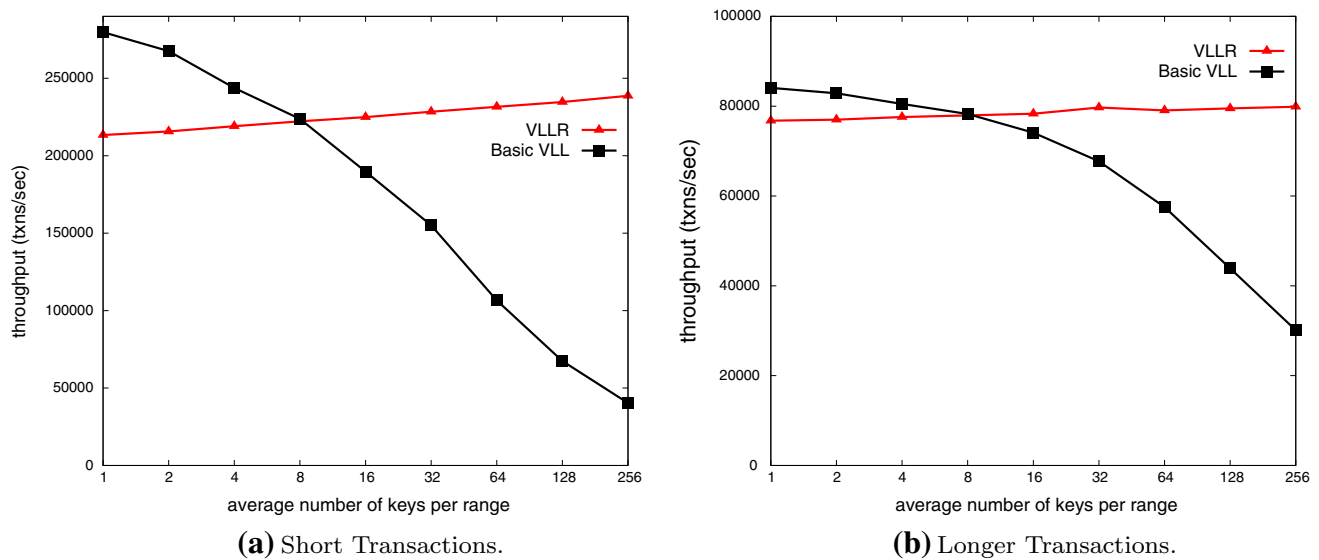 250000
200000
150000
100000
50000
0
throughput (txns/sec)
VLLR
Basic VLL
1 2 4 8 16 32 64 128 256
average number of keys per range
(a) Short Transactions.
100000
80000
60000
40000
20000
0
throughput (txns/sec)
VLLR
Basic VLL
1 2 4 8 16 32 64 128 256
average number of keys per range
(b) Longer Transactions.